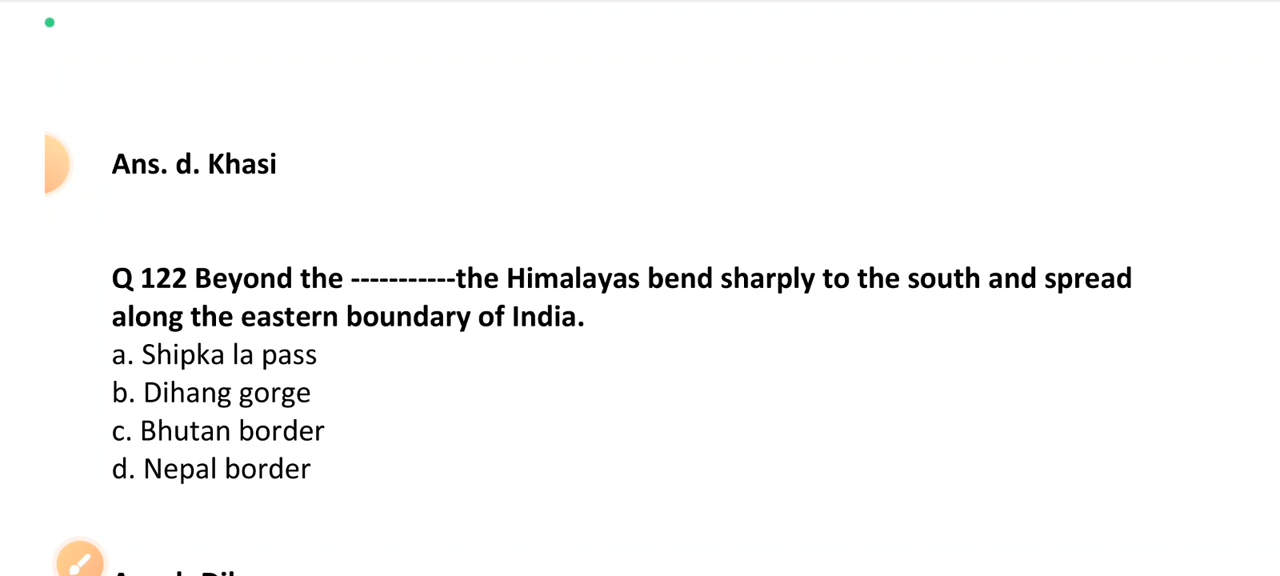 Ans. d. Khasi
Q 122 Beyond the -----------the Himalayas bend sharply to the south and spread
along the eastern boundary of India.
a. Shipka la pass
b. Dihang gorge
c. Bhutan border
d. Nepal border